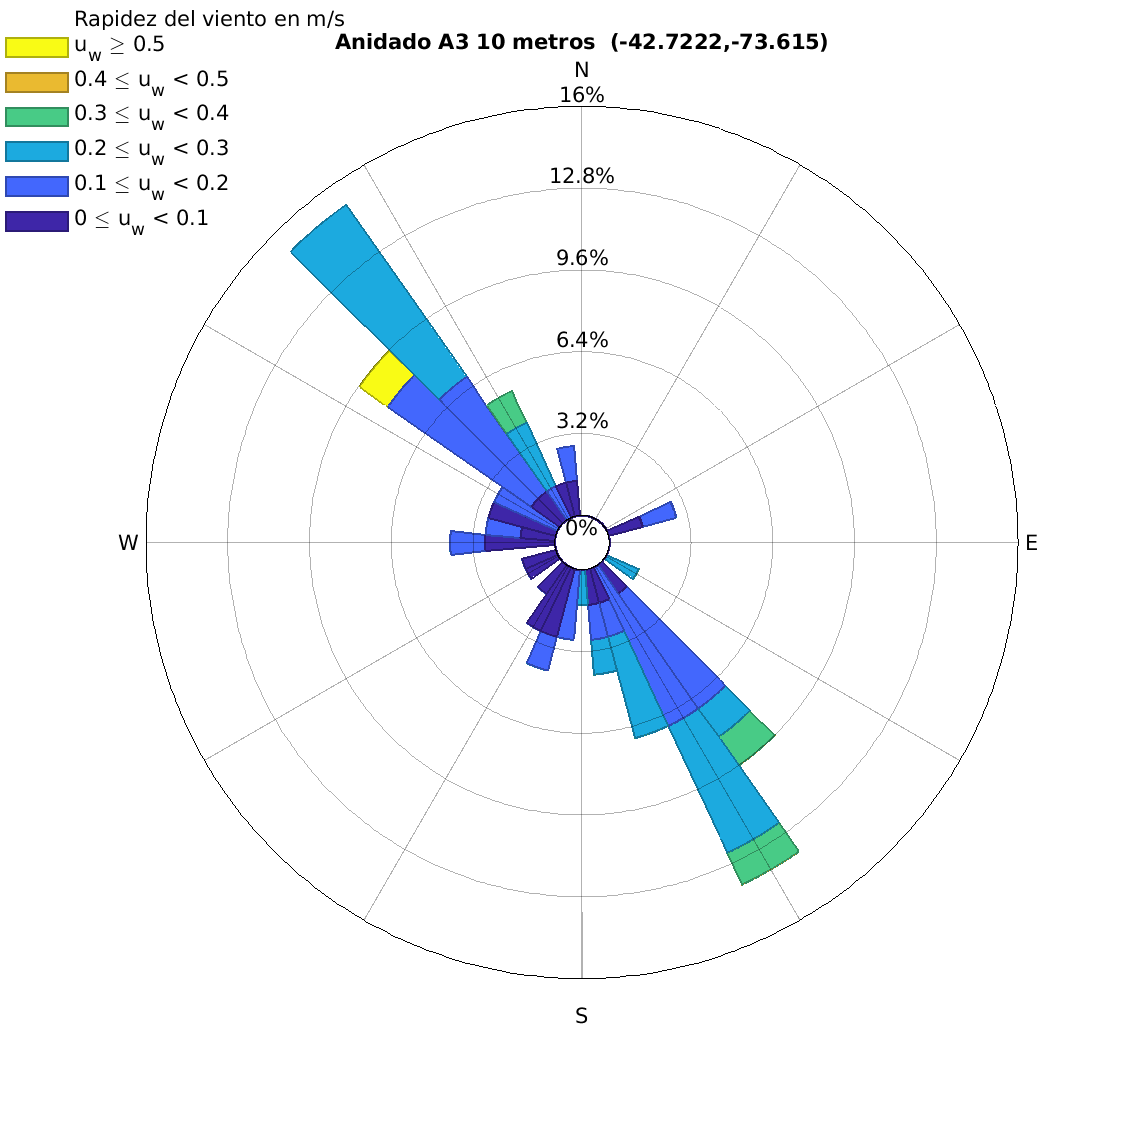 Rapidez del viento en m/s
u_w ≥ 0.5
0.4 ≤ u_w < 0.5
0.3 ≤ u_w < 0.4
0.2 ≤ u_w < 0.3
0.1 ≤ u_w < 0.2
0 ≤ u_w < 0.1
Anidado A3 10 metros (-42.7222,-73.615)
N
16%
12.8%
9.6%
6.4%
3.2%
0%
W
E
S